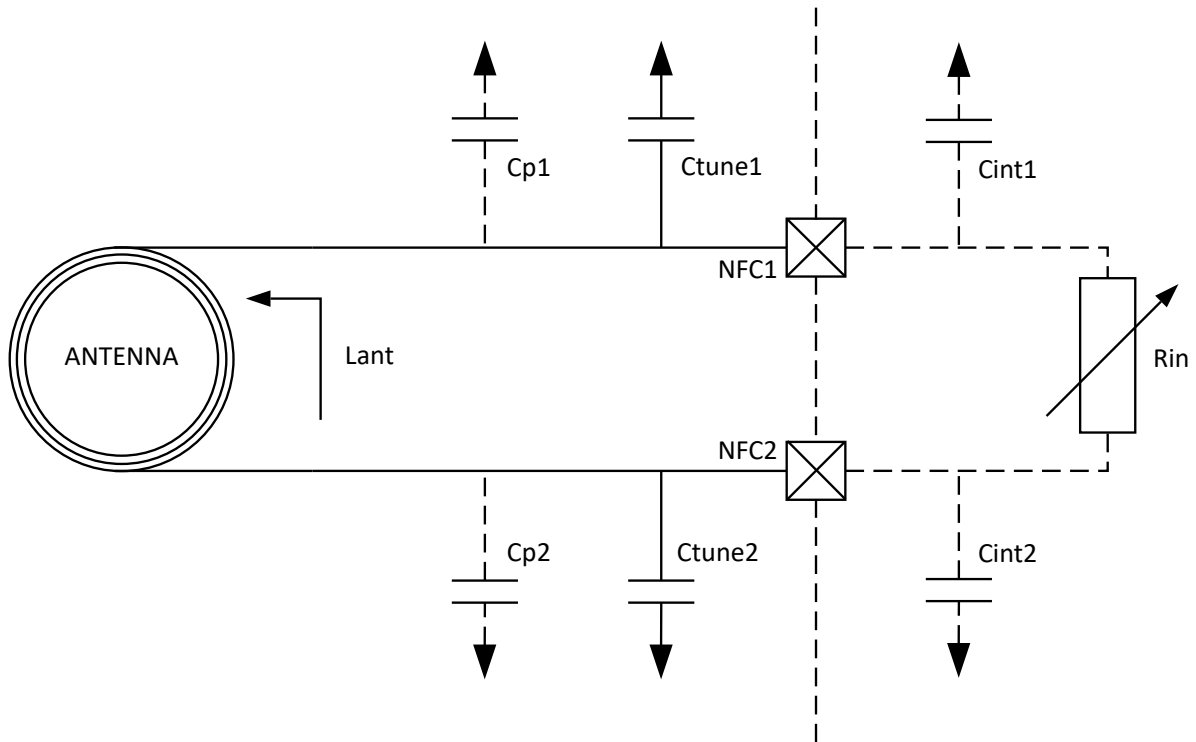 Cp1
Ctune1
Cint1
NFC1
ANTENNA
Lant
Rin
NFC2
Cp2
Ctune2
Cint2